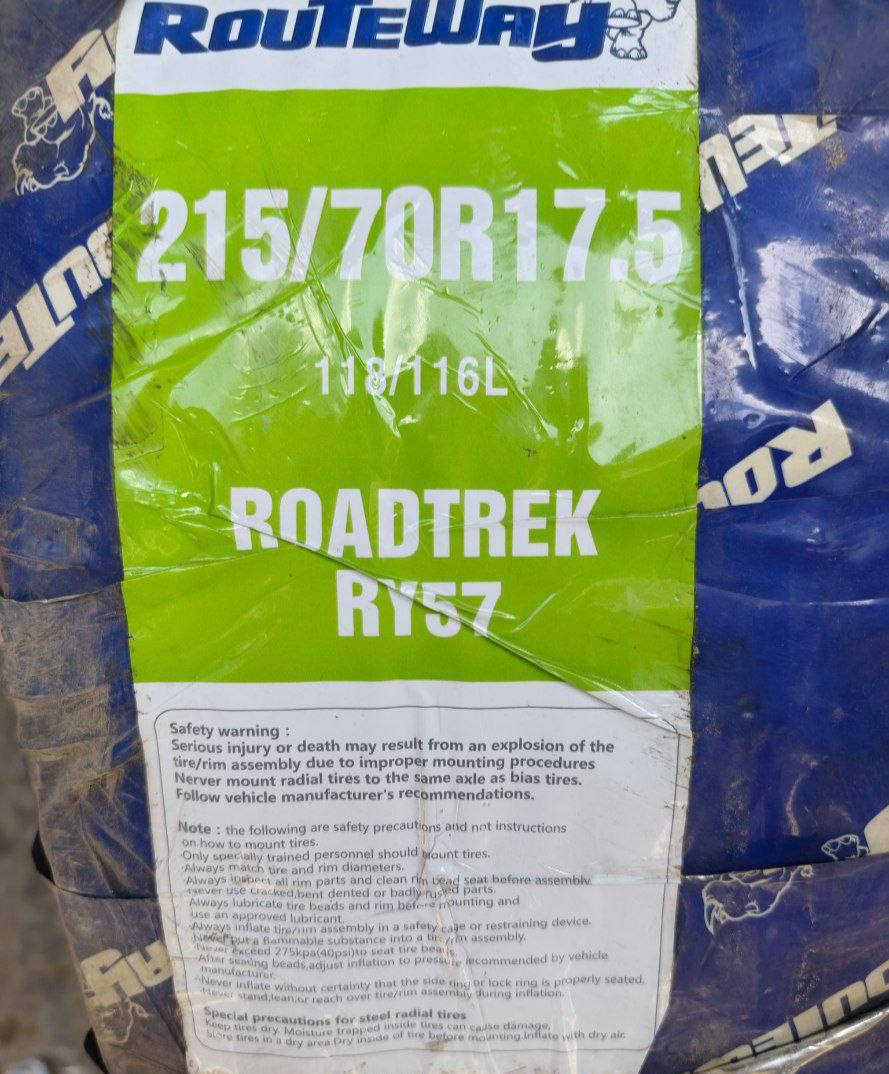 ROUTEWAY
215/70R17.5
118/116L
ROADTREK
RY57
Safety warning :
Serious injury or death may result from an explosion of the
tire/rim assembly due to improper mounting procedures
Nerver mount radial tires to the same axle as bias tires.
Follow vehicle manufacturer's recommendations.
Note : the following are safety precautions and not instructions
on how to mount tires.
·Only specially trained personnel should mount tires.
·Always match tire and rim diameters.
·Always inspect all rim parts and clean rim bead seat before assembly.
·Never use cracked,bent dented or badly rusted parts.
·Always lubricate tire beads and rim before mounting and
use an approved lubricant.
·Always inflate tire/rim assembly in a safety cage or restraining device.
·Never put a flammable substance into a tire/rim assembly.
·Never exceed 275kpa(40psi)to seat tire beads.
·After seating beads,adjust inflation to pressure recommended by vehicle
manufacturer.
·Never inflate without certainty that the side ring or lock ring is properly seated.
·Never stand,lean,or reach over tire/rim assembly during inflation.
Special precautions for steel radial tires
Keep tires dry. Moisture trapped inside tires can cause damage,
Store tires in a dry area.Dry inside of tire before mounting.Inflate with dry air.